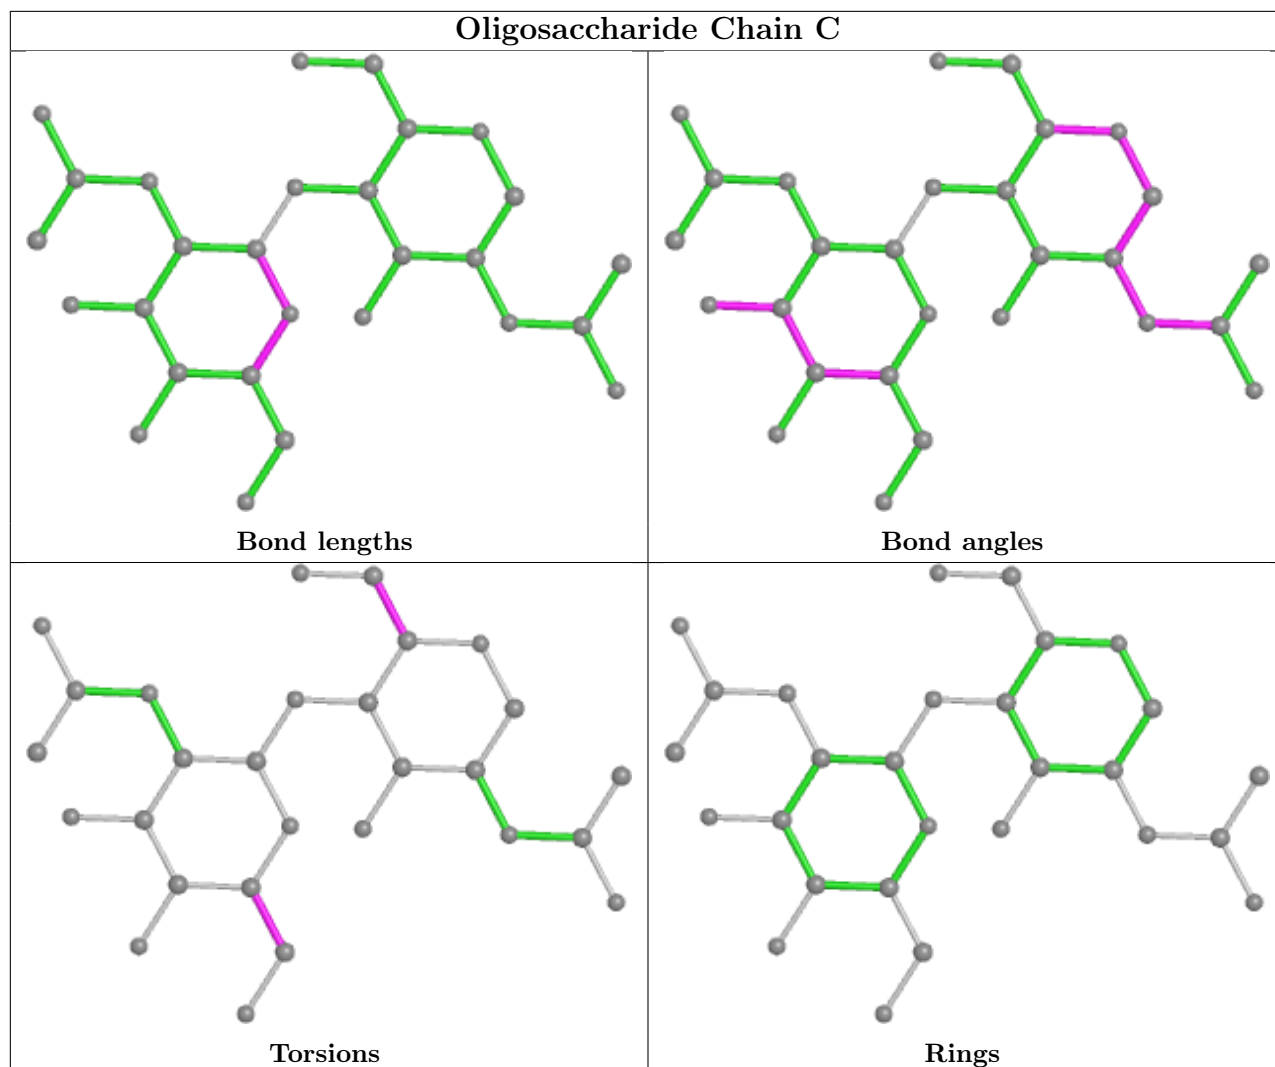 Oligosaccharide Chain C
Bond lengths
Bond angles
Torsions
Rings